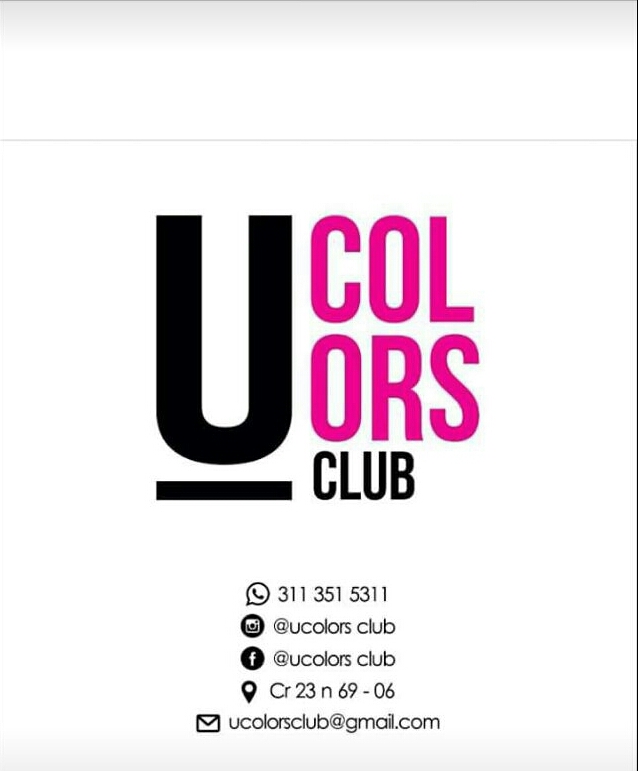 U COL
ORS
CLUB
311 351 5311
@ucolors club
@ucolors club
Cr 23 n 69 - 06
ucolorsclub@gmail.com